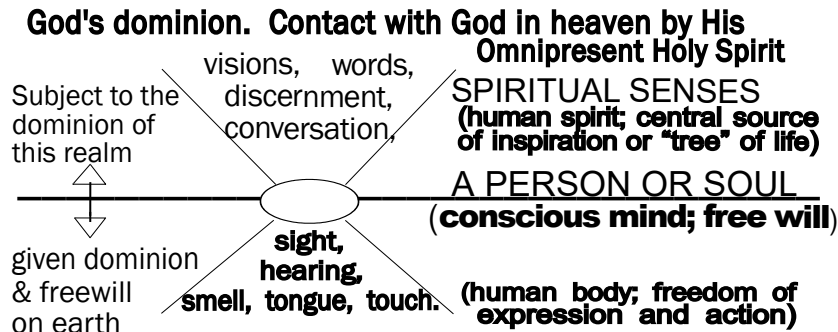 God's dominion. Contact with God in heaven by His
Omnipresent Holy Spirit
visions, words,
discernment,
conversation,
SPIRITUAL SENSES
(human spirit; central source
of inspiration or “tree” of life)
Subject to the
dominion of
this realm
A PERSON OR SOUL
(conscious mind; free will)
given dominion
& freewill
on earth
sight,
hearing,
smell, tongue, touch.
(human body; freedom of
expression and action)